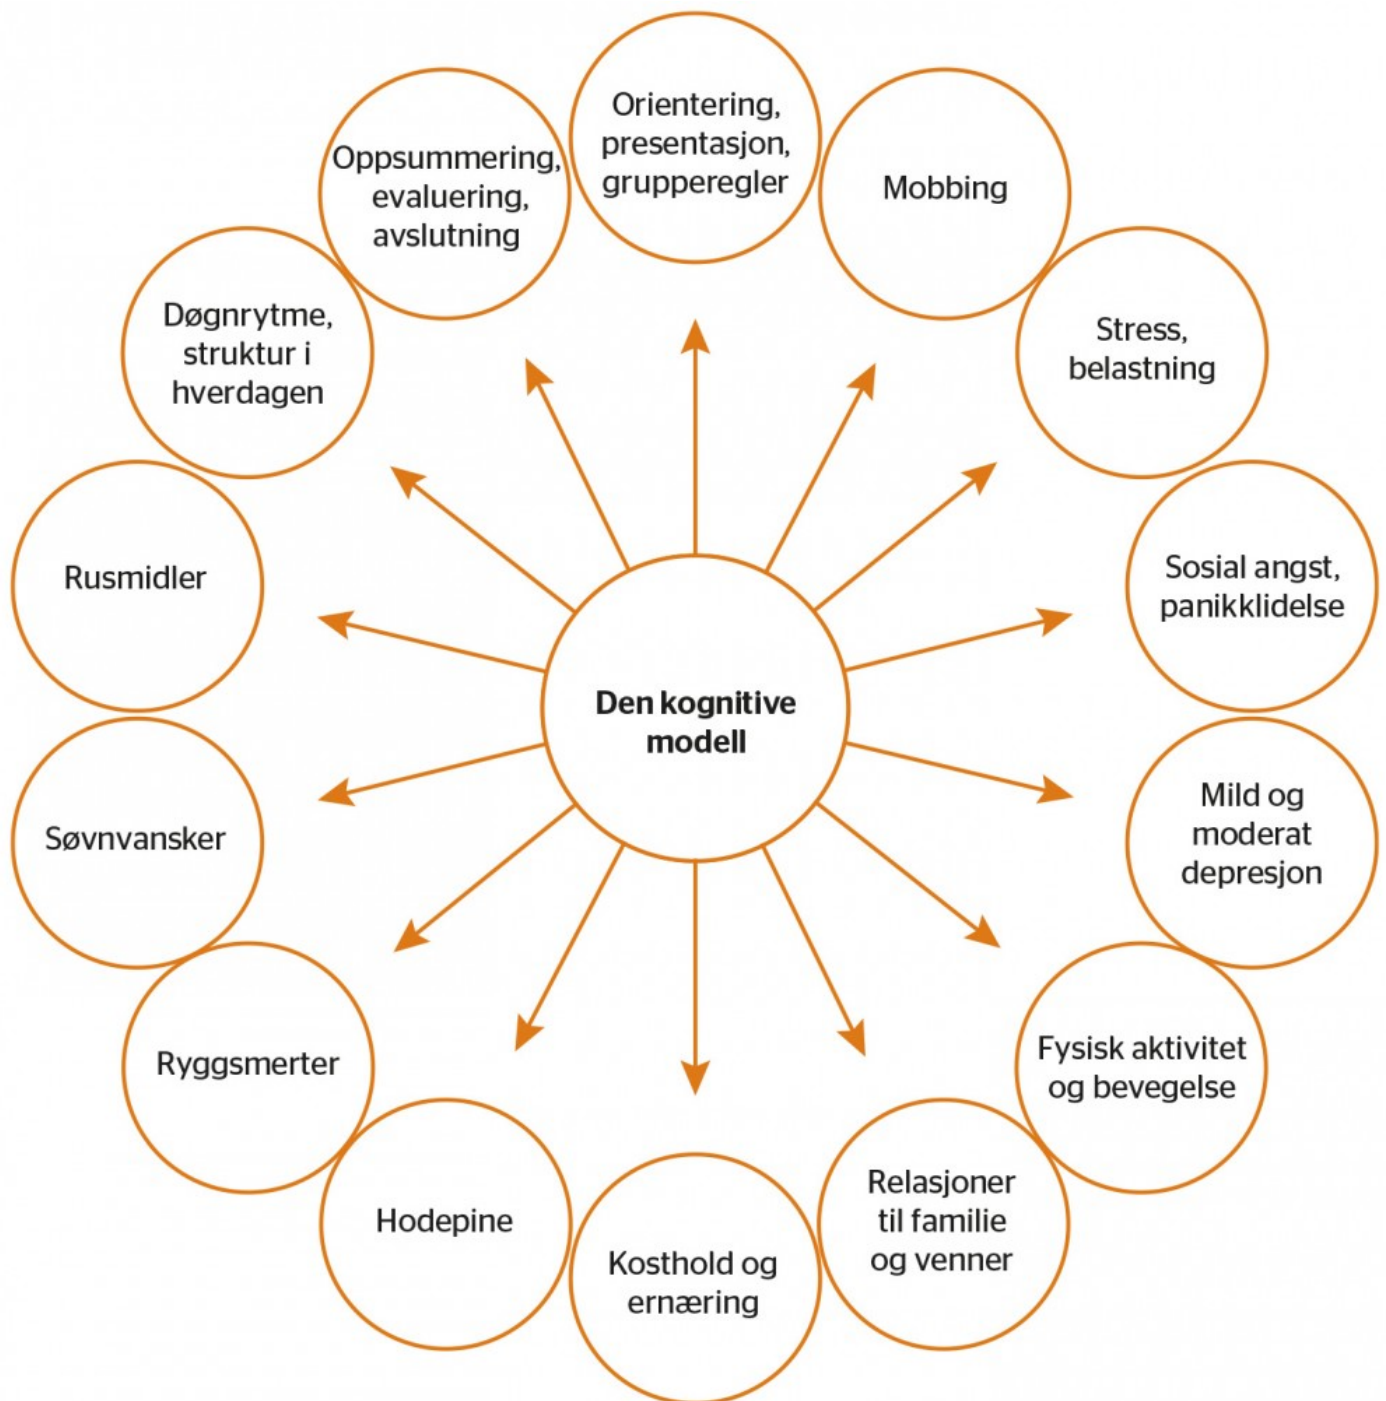 Orientering,
presentasjon,
grupperegler
Mobbing
Stress,
belastning
Sosial angst,
panikklidelse
Mild og
moderat
depresjon
Fysisk aktivitet
og bevegelse
Relasjoner
til familie
og venner
Kosthold og
ernæring
Hodepine
Ryggsmerter
Søvnvansker
Rusmidler
Døgnrytme,
struktur i
hverdagen
Oppsummering,
evaluering,
avslutning
Den kognitive
modell